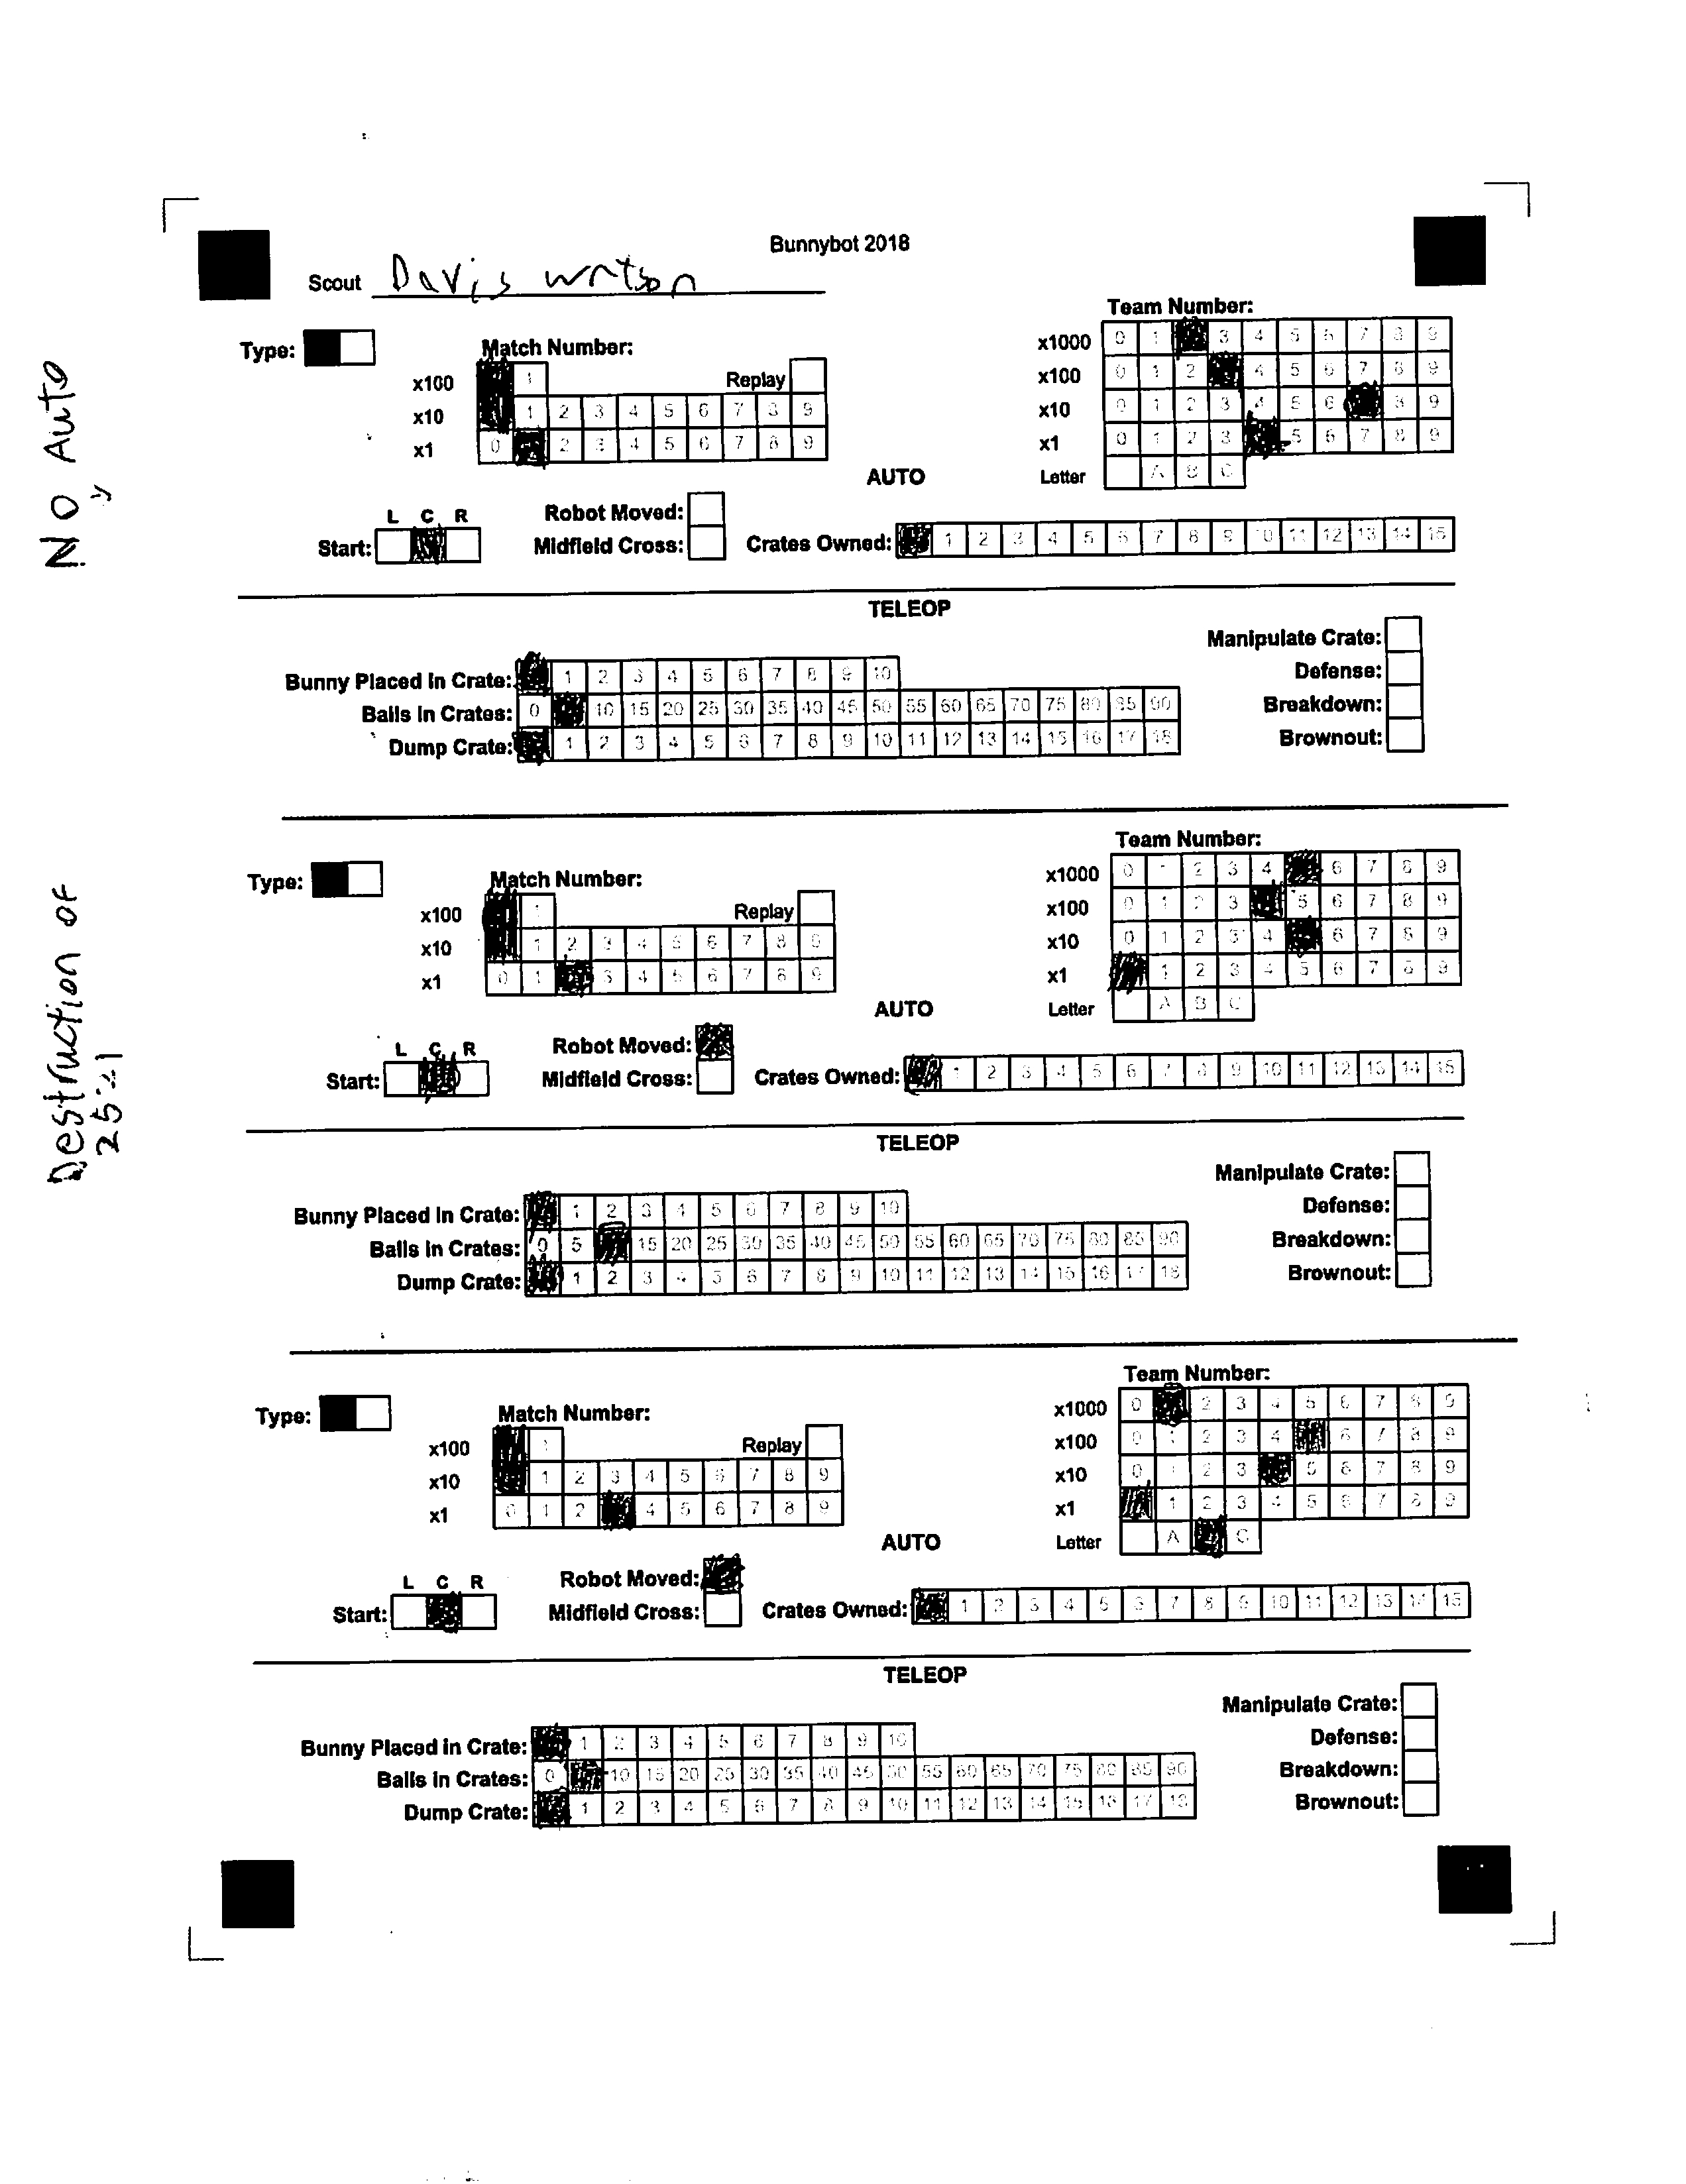 Bunnybot 2018
Scout Davis Watson
Team Number:
Type:
Match Number:
x1000 0 1 3 4 5 6 7 8 9
x100 1 Replay
x100 0 1 2 4 5 6 7 8 9
x10 1 2 3 4 5 6 7 8 9
x10 0 1 2 3 4 5 6 8 9
x1 0 2 3 4 5 6 7 8 9
x1 0 1 2 3 5 6 7 8 9
AUTO
Letter A B C
L C R
Robot Moved:
Start:
Midfield Cross:
Crates Owned: 1 2 3 4 5 6 7 8 9 10 11 12 13 14 15
No Auto
TELEOP
Manipulate Crate:
Bunny Placed in Crate: 1 2 3 4 5 6 7 8 9 10
Defense:
Balls in Crates: 0 10 15 20 25 30 35 40 45 50 55 60 65 70 75 80 85 90
Breakdown:
Dump Crate: 1 2 3 4 5 6 7 8 9 10 11 12 13 14 15 16 17 18
Brownout:
Team Number:
Type:
Match Number:
x1000 0 1 2 3 4 6 7 8 9
x100 1 Replay
x100 0 1 2 3 5 6 7 8 9
x10 1 2 3 4 5 6 7 8 9
x10 0 1 2 3 4 6 7 8 9
x1 0 1 3 4 5 6 7 8 9
x1 1 2 3 4 5 6 7 8 9
AUTO
Letter A B C
L C R
Robot Moved:
Start:
Midfield Cross:
Crates Owned: 1 2 3 4 5 6 7 8 9 10 11 12 13 14 15
Destruction of
2521
TELEOP
Manipulate Crate:
Bunny Placed in Crate: 1 2 3 4 5 6 7 8 9 10
Defense:
Balls in Crates: 0 5 15 20 25 30 35 40 45 50 55 60 65 70 75 80 85 90
Breakdown:
Dump Crate: 1 2 3 4 5 6 7 8 9 10 11 12 13 14 15 16 17 18
Brownout:
Team Number:
Type:
Match Number:
x1000 0 2 3 4 5 6 7 8 9
x100 1 Replay
x100 0 1 2 3 4 6 7 8 9
x10 1 2 3 4 5 6 7 8 9
x10 0 1 2 3 5 6 7 8 9
x1 0 1 2 4 5 6 7 8 9
x1 1 2 3 4 5 6 7 8 9
AUTO
Letter A C
L C R
Robot Moved:
Start:
Midfield Cross:
Crates Owned: 1 2 3 4 5 6 7 8 9 10 11 12 13 14 15
TELEOP
Manipulate Crate:
Bunny Placed in Crate: 1 2 3 4 5 6 7 8 9 10
Defense:
Balls in Crates: 0 10 15 20 25 30 35 40 45 50 55 60 65 70 75 80 85 90
Breakdown:
Dump Crate: 1 2 3 4 5 6 7 8 9 10 11 12 13 14 15 16 17 18
Brownout: